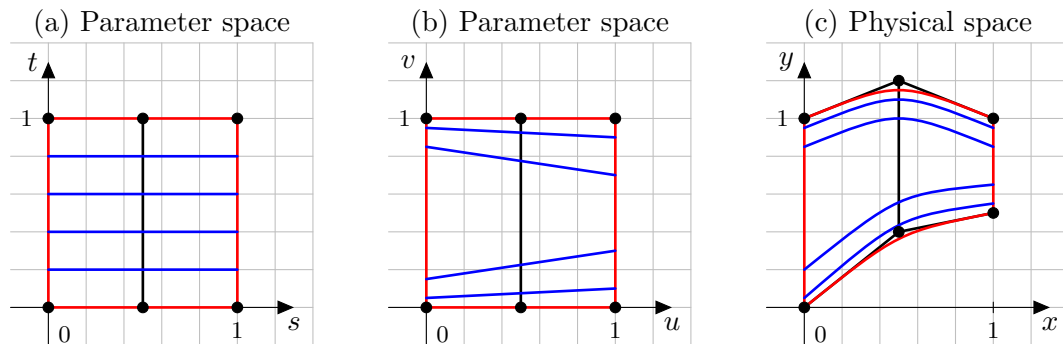 (a) Parameter space
t
1
0
1
s
(b) Parameter space
v
1
0
1
u
(c) Physical space
y
1
0
1
x